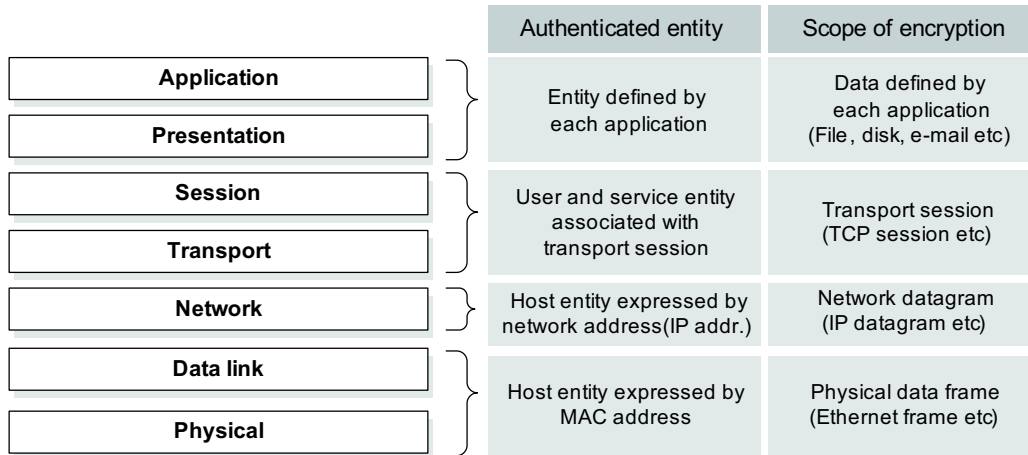 Authenticated entity
Scope of encryption
Application
Presentation
Entity defined by
each application
Data defined by
each application
(File, disk, e-mail etc)
Session
Transport
User and service entity
associated with
transport session
Transport session
(TCP session etc)
Network
Host entity expressed by
network address(IP addr.)
Network datagram
(IP datagram etc)
Data link
Physical
Host entity expressed by
MAC address
Physical data frame
(Ethernet frame etc)